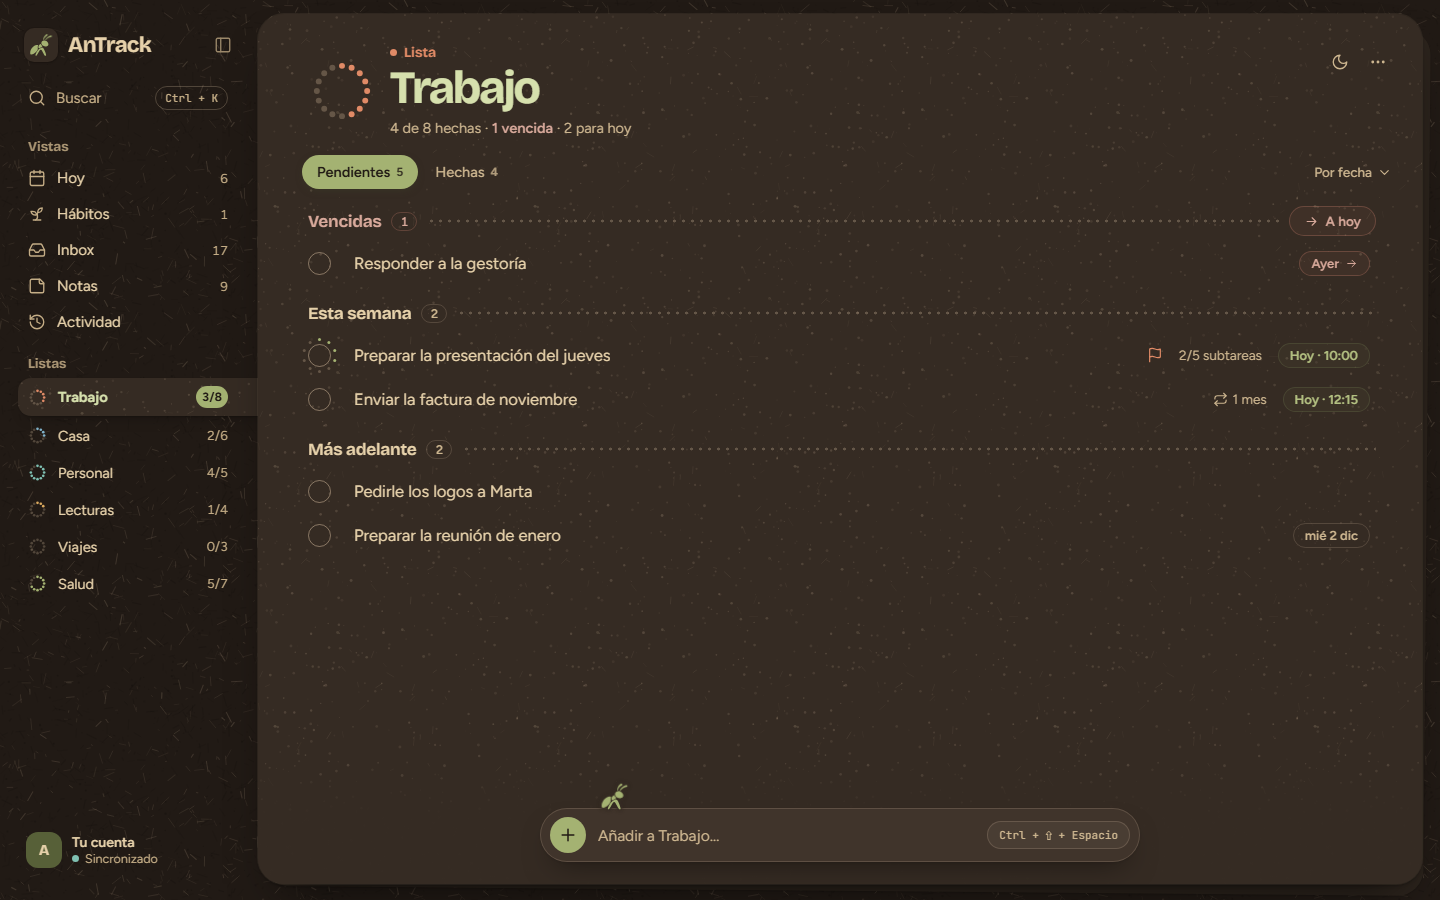 AnTrack
Buscar
Ctrl + K
Vistas
Hoy 6
Hábitos 1
Inbox 17
Notas 9
Actividad
Listas
Trabajo 3/8
Casa 2/6
Personal 4/5
Lecturas 1/4
Viajes 0/3
Salud 5/7
A
Tu cuenta
Sincronizado
Lista
Trabajo
4 de 8 hechas · 1 vencida · 2 para hoy
Pendientes 5 Hechas 4 Por fecha
Vencidas 1 → A hoy
Responder a la gestoría Ayer →
Esta semana 2
Preparar la presentación del jueves 2/5 subtareas Hoy · 10:00
Enviar la factura de noviembre 1 mes Hoy · 12:15
Más adelante 2
Pedirle los logos a Marta
Preparar la reunión de enero mié 2 dic
Añadir a Trabajo... Ctrl + ⇧ + Espacio